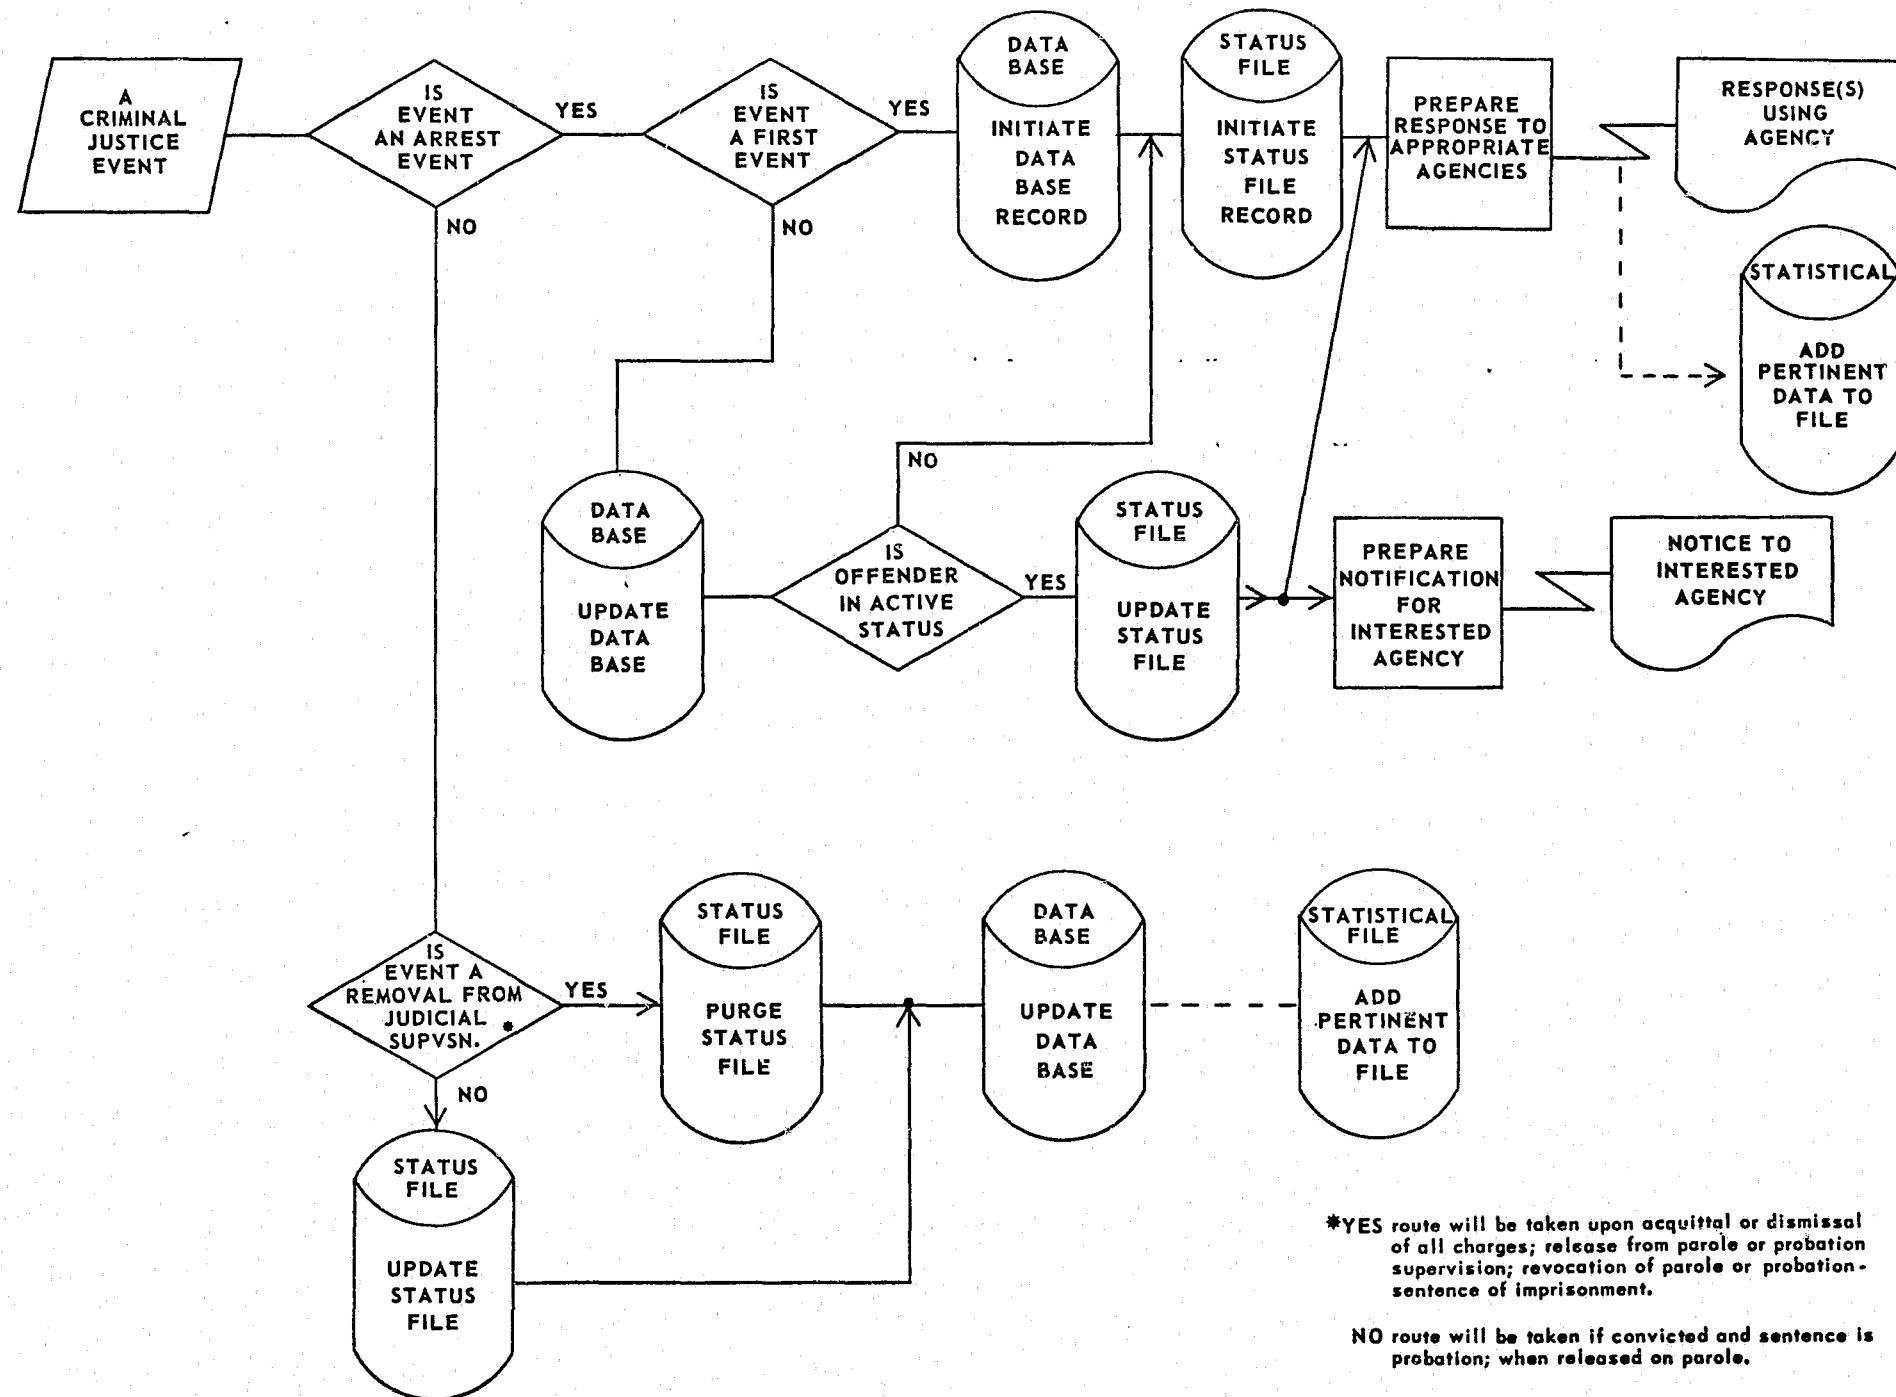 A
CRIMINAL
JUSTICE
EVENT
IS
EVENT
AN ARREST
EVENT
YES
NO
IS
EVENT
A FIRST
EVENT
YES
NO
DATA
BASE
INITIATE
DATA
BASE
RECORD
STATUS
FILE
INITIATE
STATUS
FILE
RECORD
PREPARE
RESPONSE TO
APPROPRIATE
AGENCIES
RESPONSE(S)
USING
AGENCY
STATISTICAL
ADD
PERTINENT
DATA TO
FILE
DATA
BASE
UPDATE
DATA
BASE
NO
IS
OFFENDER
IN ACTIVE
STATUS
YES
STATUS
FILE
UPDATE
STATUS
FILE
PREPARE
NOTIFICATION
FOR
INTERESTED
AGENCY
NOTICE TO
INTERESTED
AGENCY
IS
EVENT A
REMOVAL FROM
JUDICIAL
SUPVSN. *
YES
NO
STATUS
FILE
PURGE
STATUS
FILE
DATA
BASE
UPDATE
DATA
BASE
STATISTICAL
FILE
ADD
PERTINENT
DATA TO
FILE
STATUS
FILE
UPDATE
STATUS
FILE
*YES route will be taken upon acquittal or dismissal
of all charges; release from parole or probation
supervision; revocation of parole or probation-
sentence of imprisonment.
NO route will be taken if convicted and sentence is
probation; when released on parole.